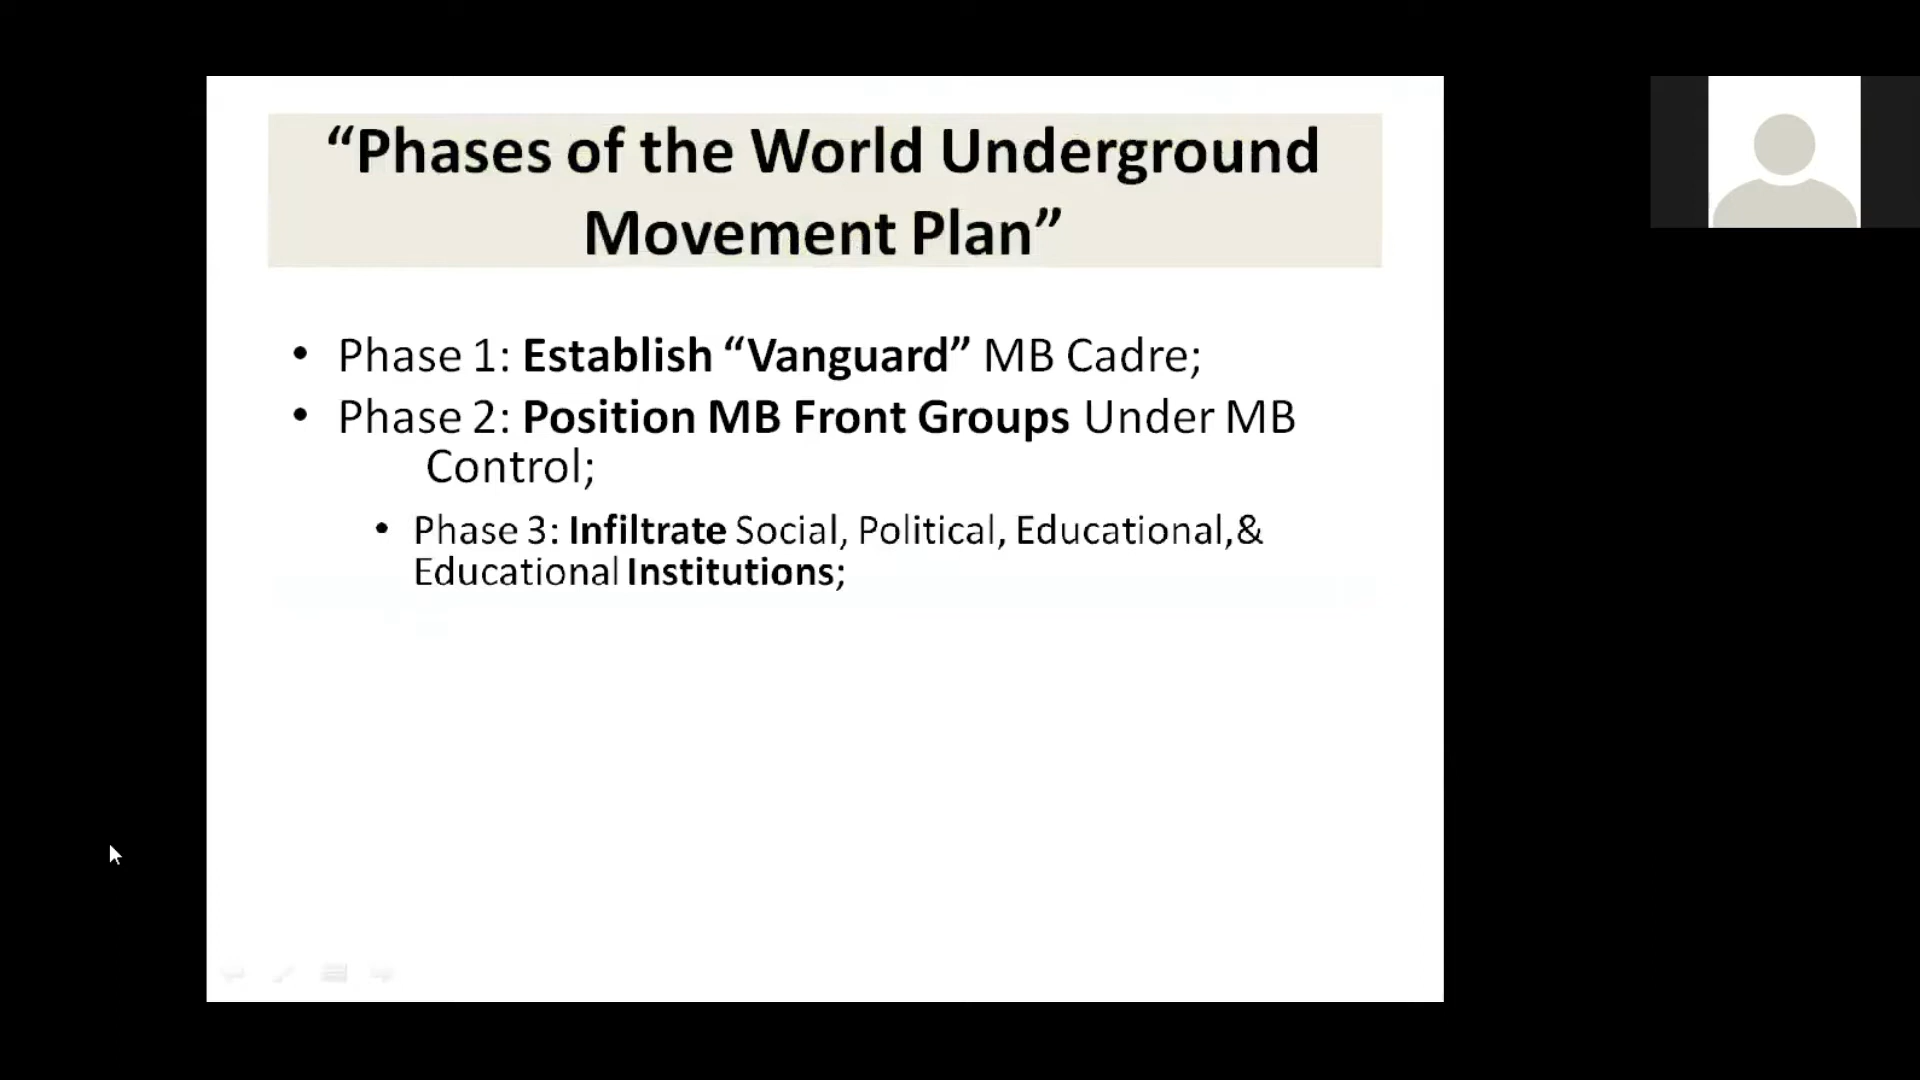 “Phases of the World Underground
Movement Plan”
• Phase 1: Establish “Vanguard” MB Cadre;
• Phase 2: Position MB Front Groups Under MB
Control;
• Phase 3: Infiltrate Social, Political, Educational,&
Educational Institutions;